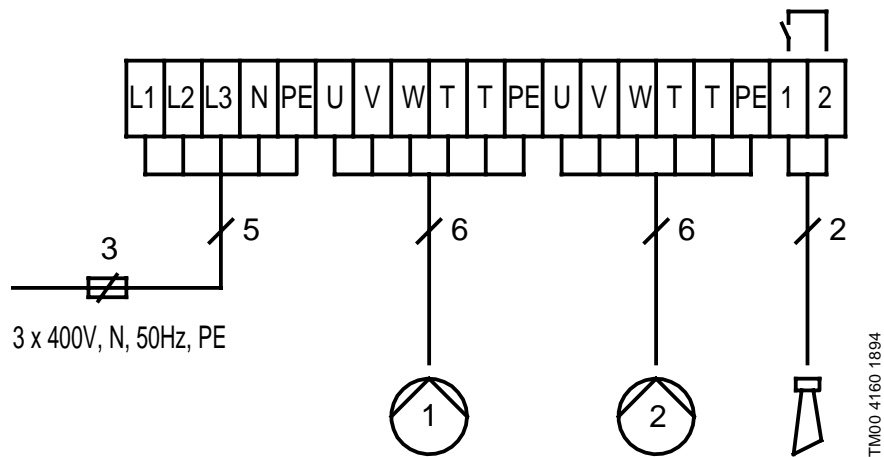 L1 L2 L3 N PE U V W T T PE U V W T T PE 1 2
5 6 6 2
3
3 x 400V, N, 50Hz, PE
1 2
TM00 4160 1894